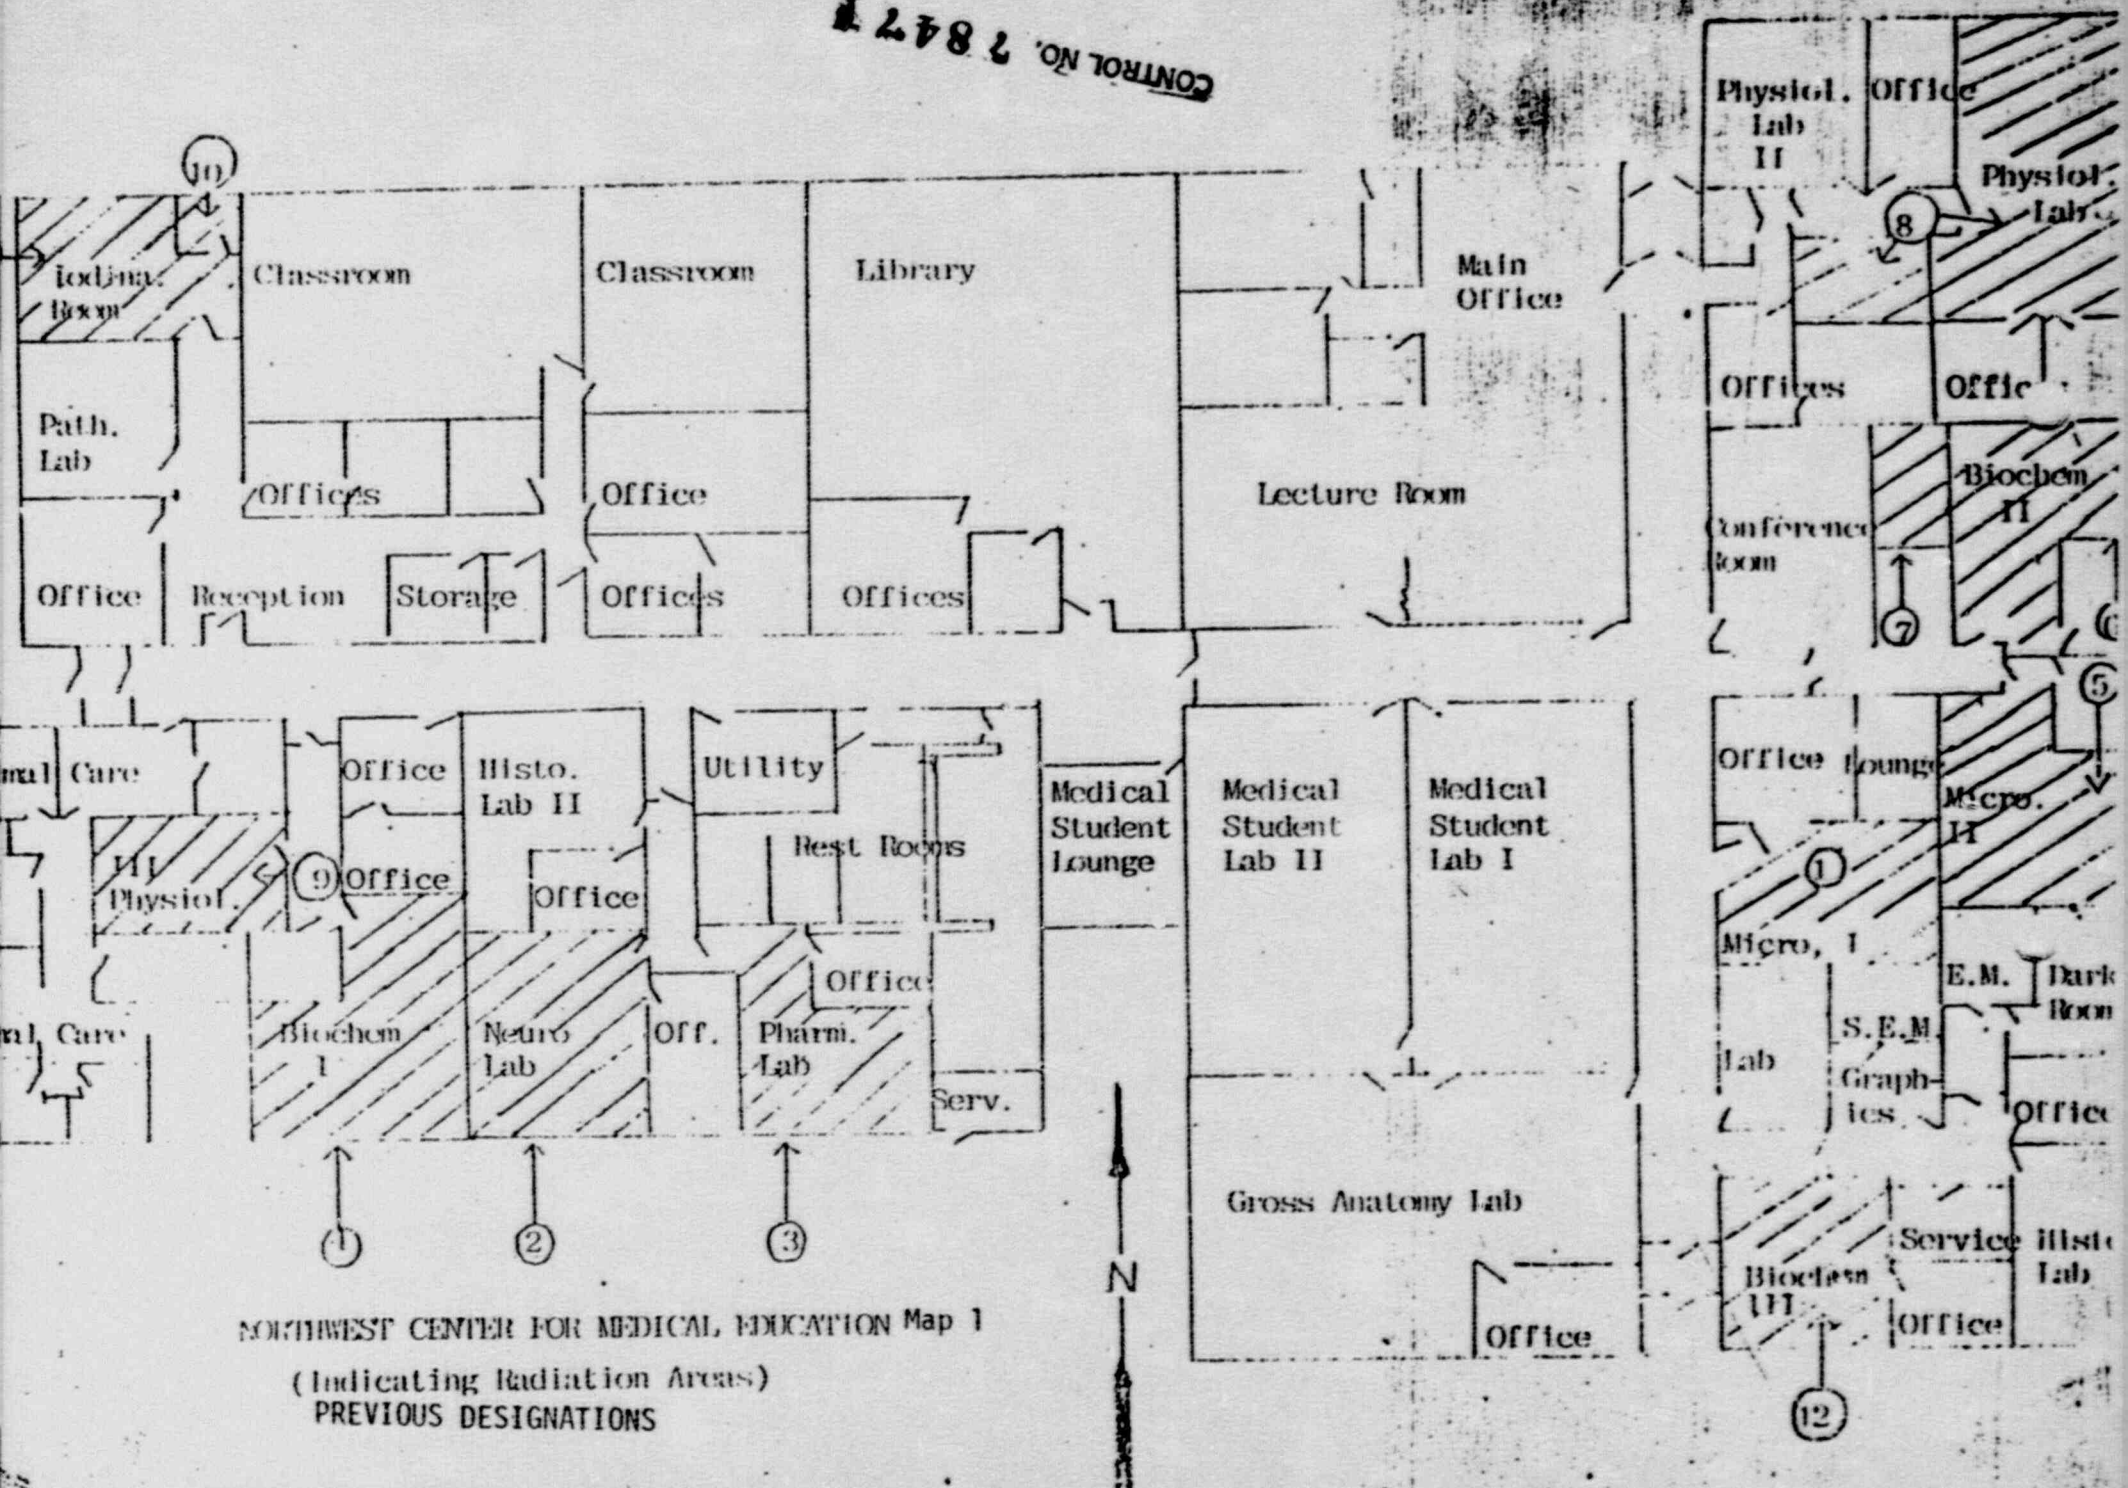 CONTROL NO. 78477
Physiol.
Lab
II
Office
Physiol.
Lab
10
8
Iodina.
Room
Classroom
Classroom
Library
Main
Office
Offices
Offic
Path.
Lab
Offices
Office
Lecture Room
Biochem
II
Conference
Room
Office
Reception
Storage
Offices
Offices
7
5
Care
Office
Histo.
Lab II
Utility
Medical
Student
Lounge
Medical
Student
Lab II
Medical
Student
Lab I
Office
Lounge
Micro.
II
Rest Rooms
III
Physiol.
9
Office
Office
1
Micro, I
Office
E.M.
Dark
Room
Care
Biochem
I
Neuro
Lab
Off.
Pharm.
Lab
S.E.M.
Lab
Graph-
ics
Serv.
Office
1
2
3
N
Gross Anatomy Lab
Service
Lab
Biochem
III
Office
Office
NORTHWEST CENTER FOR MEDICAL EDUCATION Map 1
(Indicating Radiation Areas)
PREVIOUS DESIGNATIONS
12